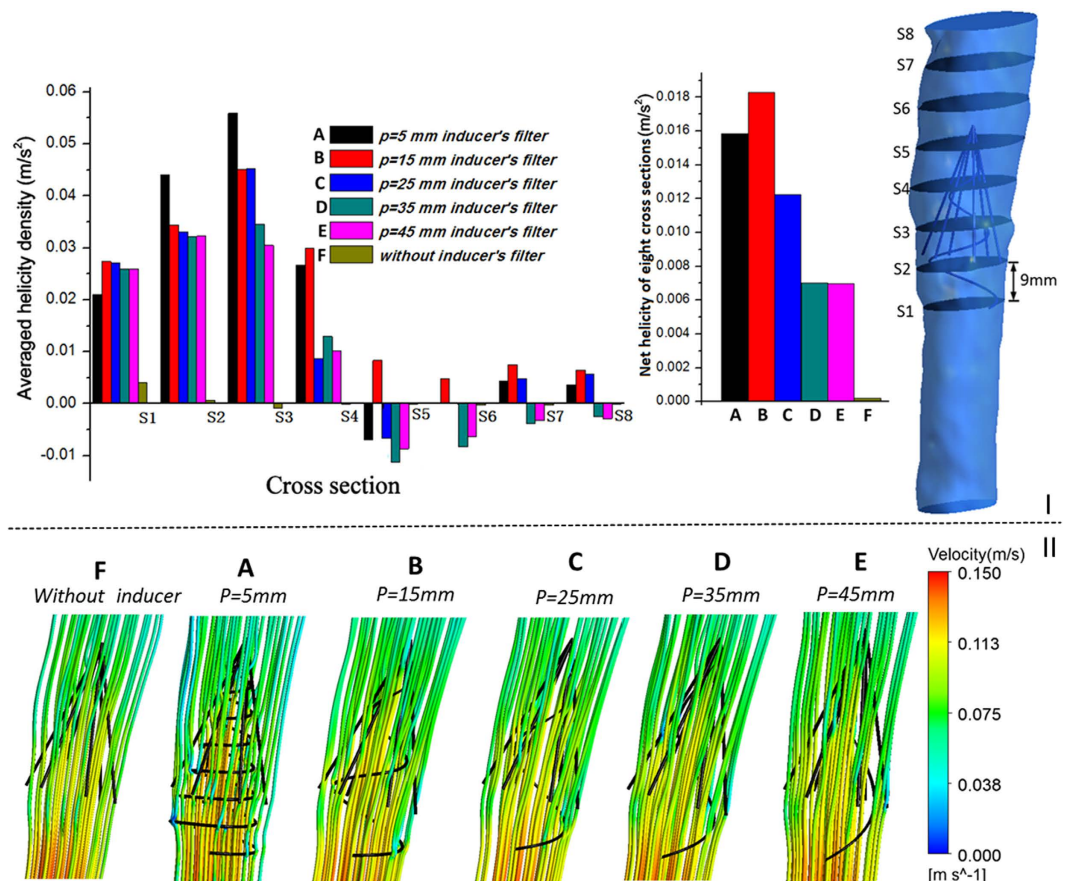 Averaged helicity density (m/s²)
0.06
0.05
0.04
0.03
0.02
0.01
0.00
-0.01
A p=5 mm inducer's filter
B p=15 mm inducer's filter
C p=25 mm inducer's filter
D p=35 mm inducer's filter
E p=45 mm inducer's filter
F without inducer's filter
S1 S2 S3 S4 S5 S6 S7 S8
Cross section
Net helicity of eight cross sections (m/s²)
0.018
0.016
0.014
0.012
0.010
0.008
0.006
0.004
0.002
0.000
A B C D E F
S8
S7
S6
S5
S4
S3
S2
S1
9mm
I
II
F
Without inducer
A
P=5mm
B
P=15mm
C
P=25mm
D
P=35mm
E
P=45mm
Velocity(m/s)
0.150
0.113
0.075
0.038
0.000
[m s^-1]